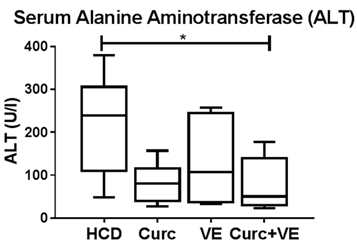 Serum Alanine Aminotransferase (ALT)
*
400
300
200
100
0
ALT (U/l)
HCD Curc VE Curc+VE